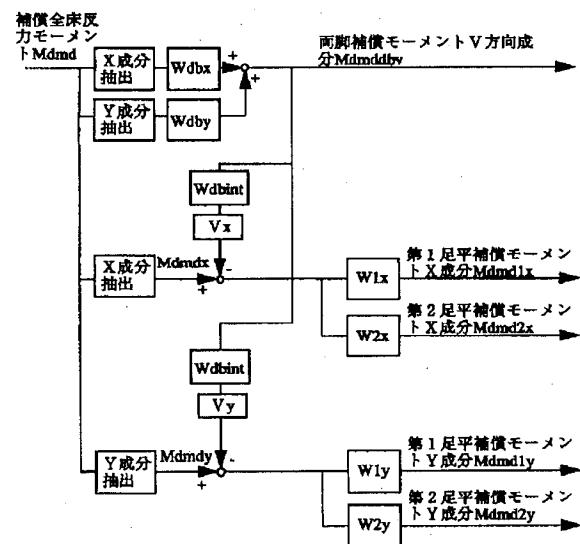 補償全床反
力モーメン
トMdmd
X成分
抽出
Wdbx
+
+
両脚補償モーメントV方向成
分Mdmddbv
Y成分
抽出
Wdby
Wdbint
Vx
X成分
抽出
Mdmdx
-
+
W1x
第1足平補償モーメン
トX成分Mdmd1x
W2x
第2足平補償モーメン
トX成分Mdmd2x
Wdbint
Vy
Y成分
抽出
Mdmdy
-
+
W1y
第1足平補償モーメン
トY成分Mdmd1y
W2y
第2足平補償モーメン
トY成分Mdmd2y